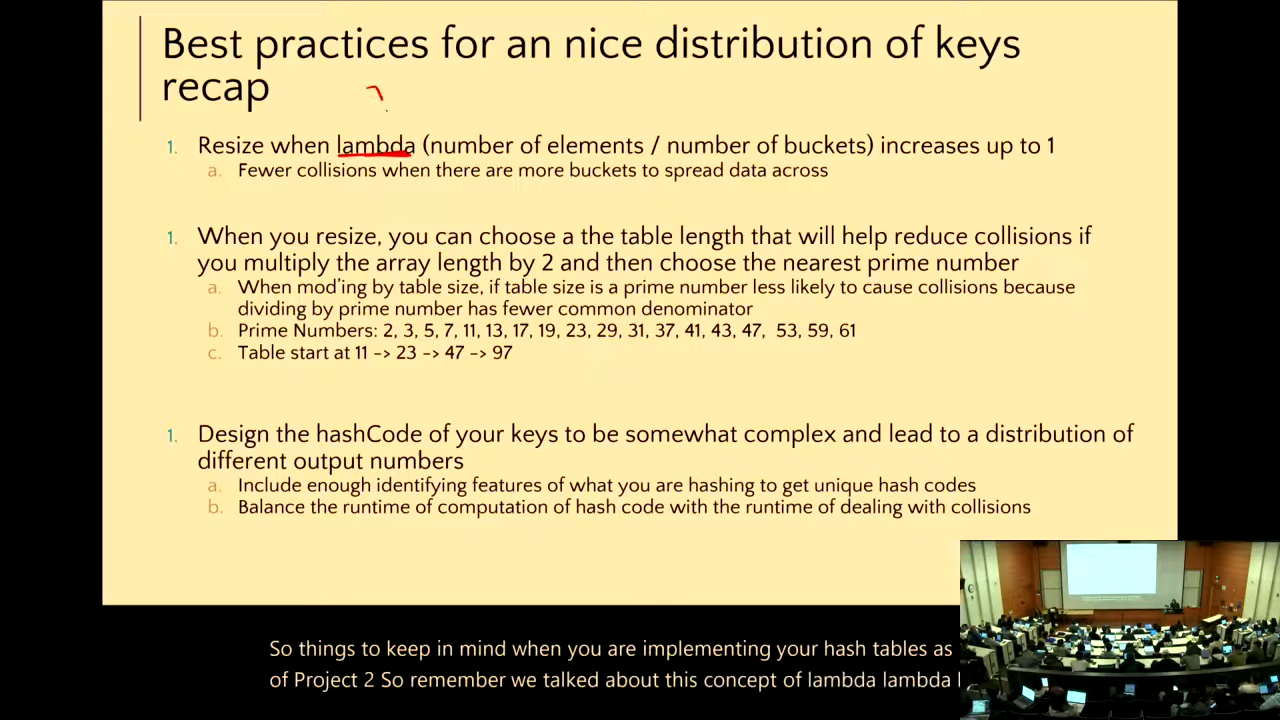 Best practices for an nice distribution of keys
recap
1. Resize when lambda (number of elements / number of buckets) increases up to 1
a. Fewer collisions when there are more buckets to spread data across
1. When you resize, you can choose a the table length that will help reduce collisions if
you multiply the array length by 2 and then choose the nearest prime number
a. When mod'ing by table size, if table size is a prime number less likely to cause collisions because
dividing by prime number has fewer common denominator
b. Prime Numbers: 2, 3, 5, 7, 11, 13, 17, 19, 23, 29, 31, 37, 41, 43, 47, 53, 59, 61
c. Table start at 11 -> 23 -> 47 -> 97
1. Design the hashCode of your keys to be somewhat complex and lead to a distribution of
different output numbers
a. Include enough identifying features of what you are hashing to get unique hash codes
b. Balance the runtime of computation of hash code with the runtime of dealing with collisions
So things to keep in mind when you are implementing your hash tables as
of Project 2 So remember we talked about this concept of lambda lambda